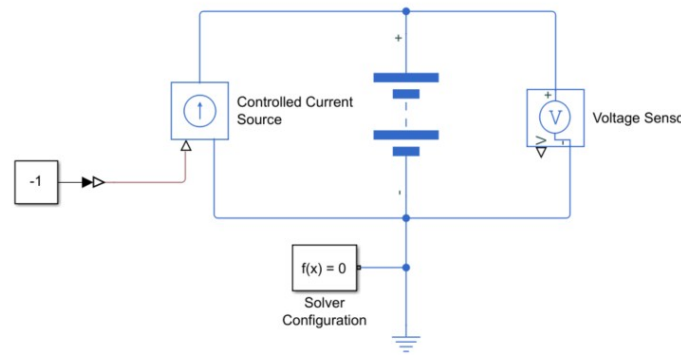 +
Controlled Current
Source
+
V
Voltage Senso
V
-
-1
-
f(x) = 0
Solver
Configuration